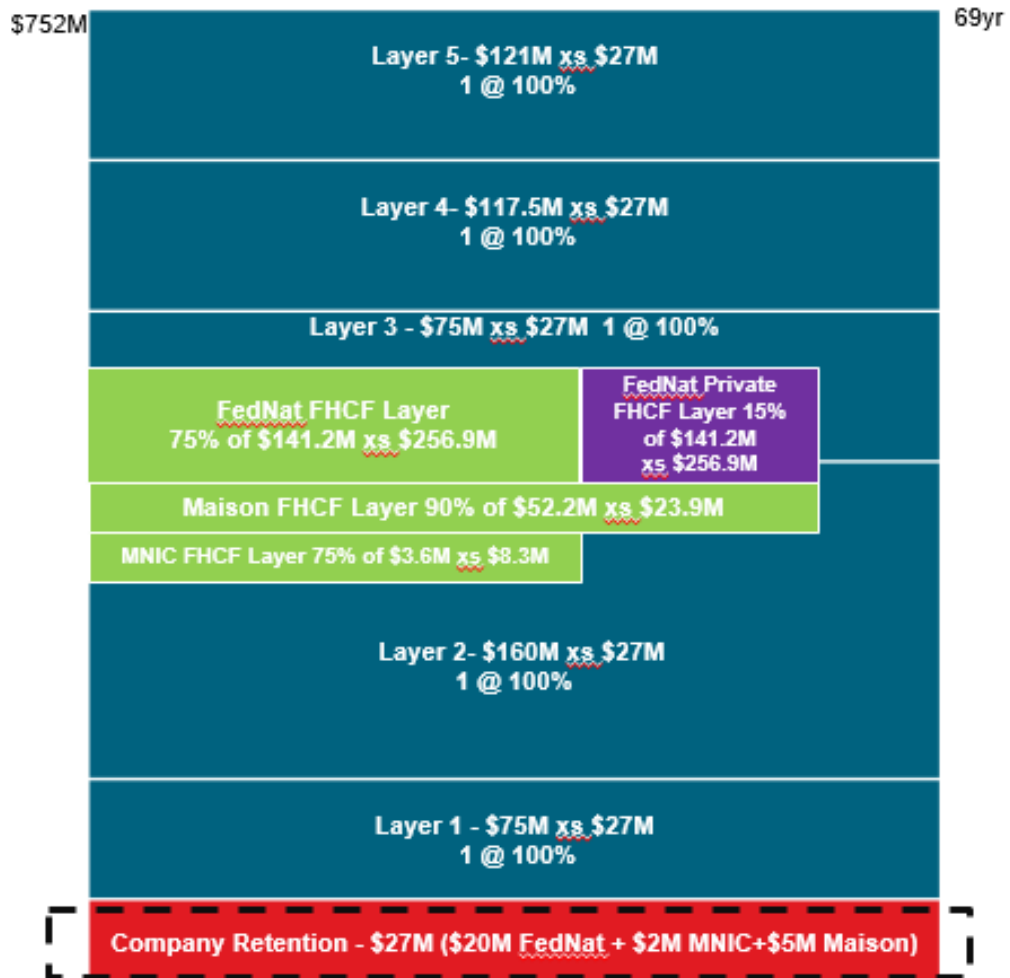 $752M
69yr
Layer 5- $121M xs $27M
1 @ 100%
Layer 4- $117.5M xs $27M
1 @ 100%
Layer 3 - $75M xs $27M  1 @ 100%
FedNat FHCF Layer
75% of $141.2M xs $256.9M
FedNat Private
FHCF Layer 15%
of $141.2M
xs $256.9M
Maison FHCF Layer 90% of $52.2M xs $23.9M
MNIC FHCF Layer 75% of $3.6M xs $8.3M
Layer 2- $160M xs $27M
1 @ 100%
Layer 1 - $75M xs $27M
1 @ 100%
Company Retention - $27M ($20M FedNat + $2M MNIC+$5M Maison)